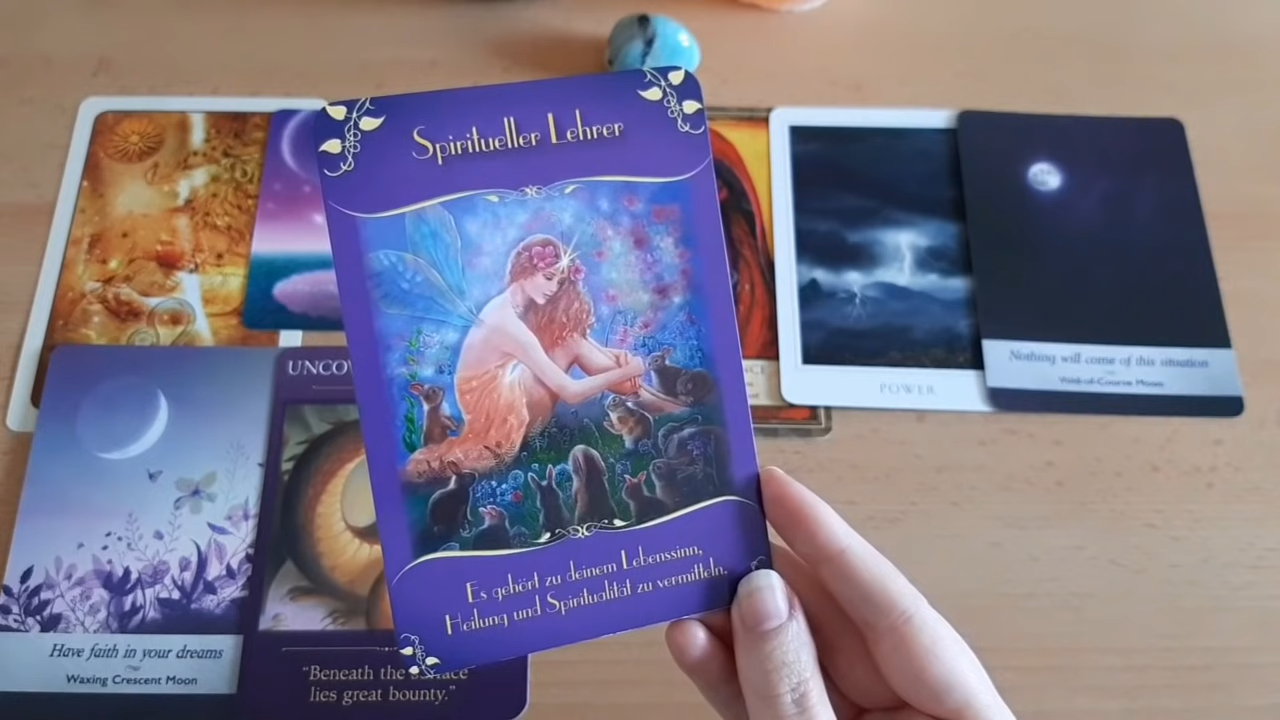 Spiritueller Lehrer
Es gehört zu deinem Lebenssinn,
Heilung und Spiritualität zu vermitteln.
POWER
Nothing will come of this situation
Void-of-Course Moon
Have faith in your dreams
Waxing Crescent Moon
UNCOV
"Beneath the
lies great bounty."